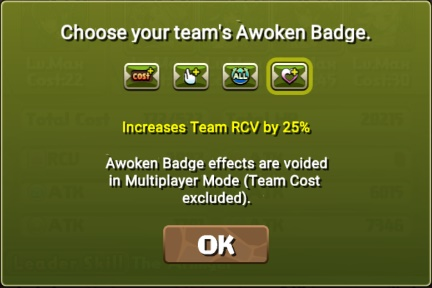 Choose your team's Awoken Badge.
COST
ALL
Increases Team RCV by 25%
Awoken Badge effects are voided
in Multiplayer Mode (Team Cost
excluded).
OK